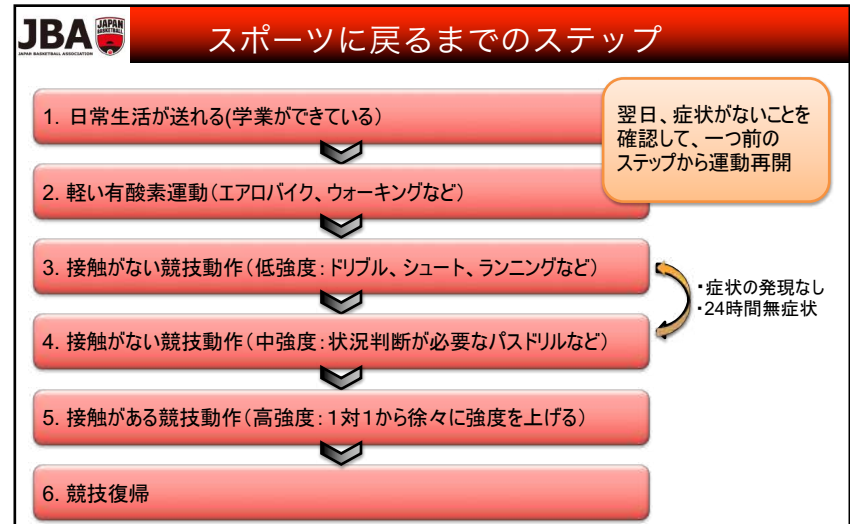 JBA
JAPAN BASKETBALL ASSOCIATION
JAPAN
BASKETBALL
スポーツに戻るまでのステップ
1. 日常生活が送れる(学業ができている）
翌日、症状がないことを
確認して、一つ前の
ステップから運動再開
2. 軽い有酸素運動（エアロバイク、ウォーキングなど）
3. 接触がない競技動作（低強度：ドリブル、シュート、ランニングなど）
・症状の発現なし
・24時間無症状
4. 接触がない競技動作（中強度：状況判断が必要なパスドリルなど）
5. 接触がある競技動作（高強度：１対１から徐々に強度を上げる）
6. 競技復帰